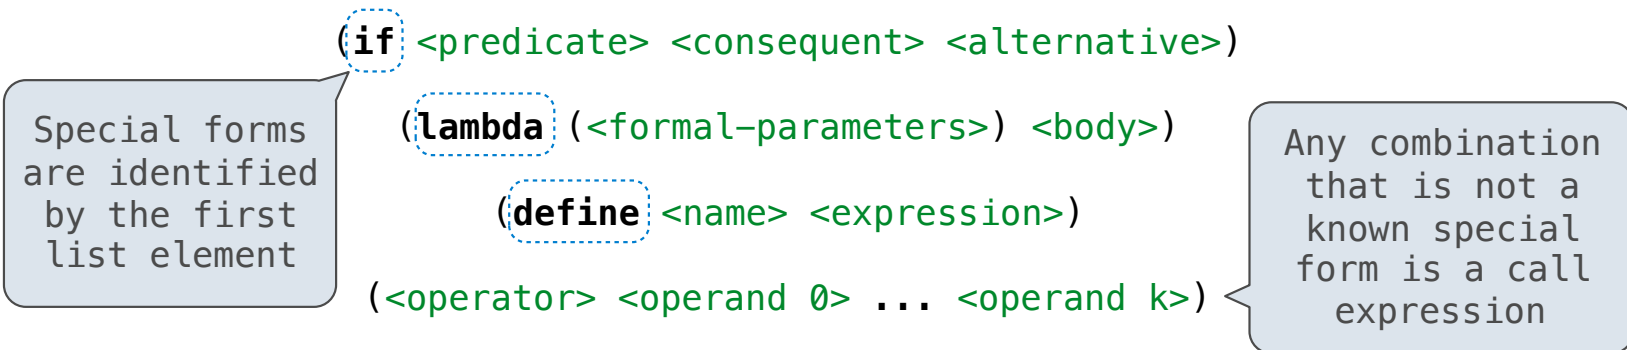 (if <predicate> <consequent> <alternative>)
Special forms
are identified
by the first
list element
(lambda (<formal-parameters>) <body>)
(define <name> <expression>)
(<operator> <operand 0> ... <operand k>)
Any combination
that is not a
known special
form is a call
expression